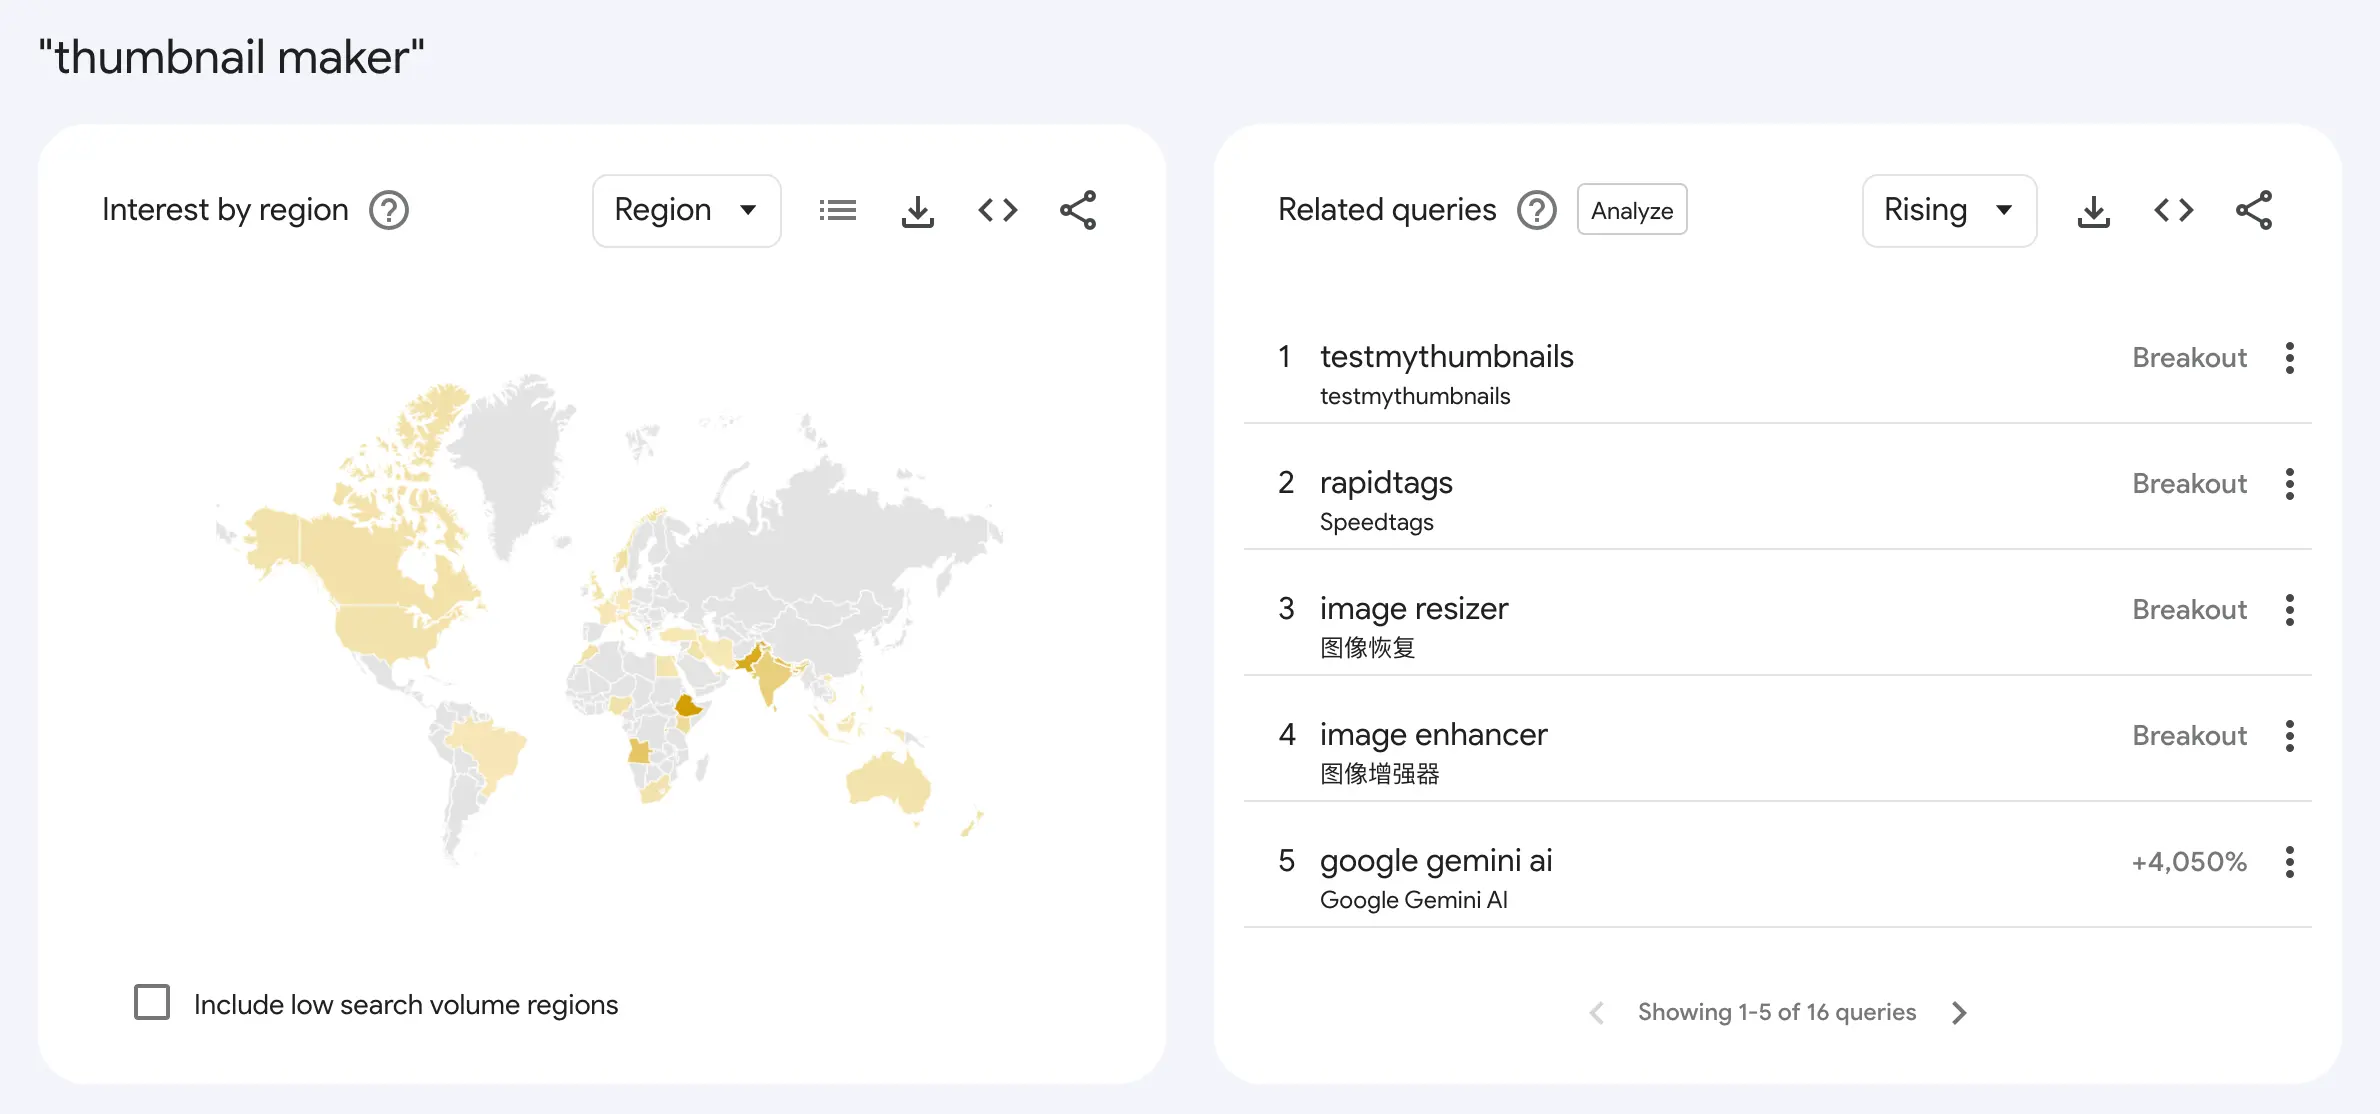 "thumbnail maker"
Interest by region
Region
Related queries
Analyze
Rising
1 testmythumbnails Breakout
testmythumbnails
2 rapidtags Breakout
Speedtags
3 image resizer Breakout
图像恢复
4 image enhancer Breakout
图像增强器
5 google gemini ai +4,050%
Google Gemini AI
Include low search volume regions
Showing 1-5 of 16 queries